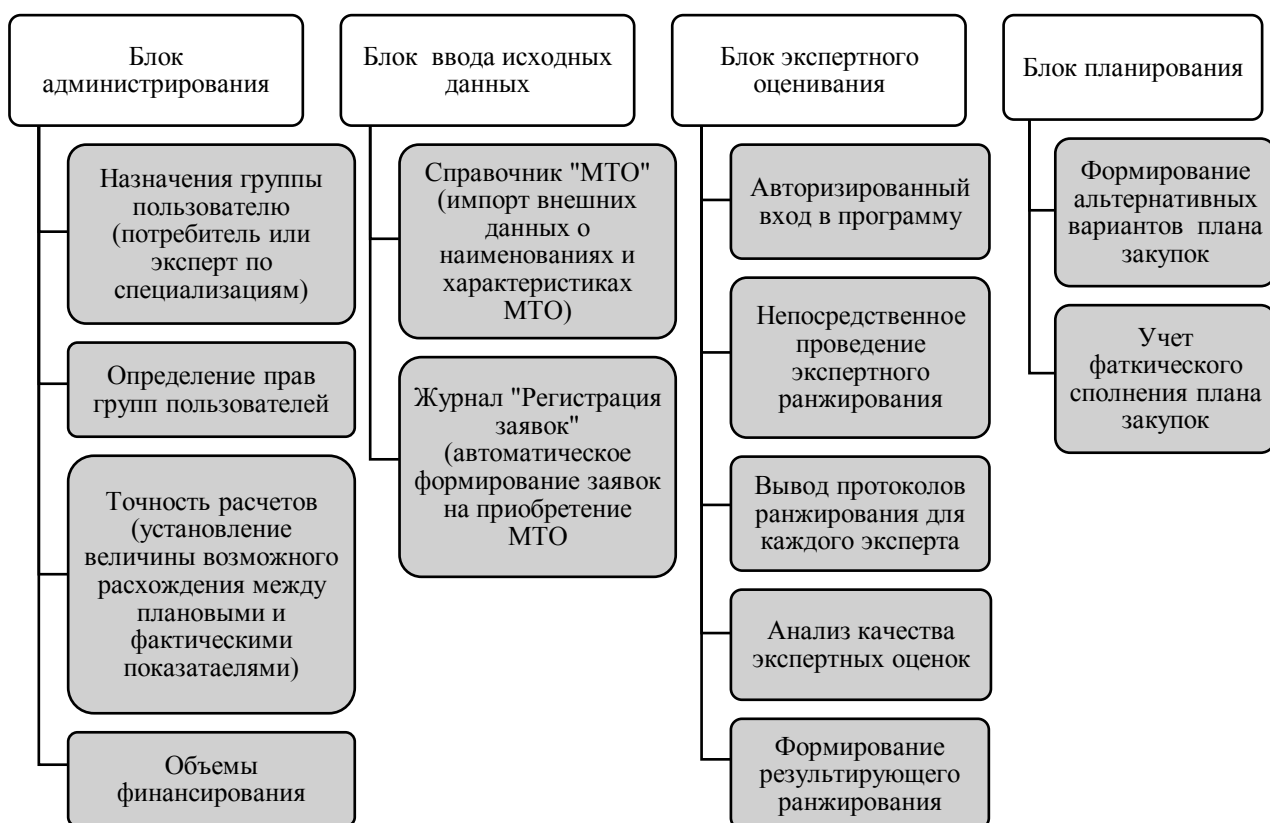 Блок
администрирования
Назначения группы
пользователю
(потребитель или
эксперт по
специализациям)
Определение прав
групп пользователей
Точность расчетов
(установление
величины возможного
расхождения между
плановыми и
фактическими
показатаелями)
Объемы
финансирования
Блок ввода исходных
данных
Справочник "МТО"
(импорт внешних
данных о
наименованиях и
характеристиках
МТО)
Журнал "Регистрация
заявок"
(автоматическое
формирование заявок
на приобретение
МТО
Блок экспертного
оценивания
Авторизированный
вход в программу
Непосредственное
проведение
экспертного
ранжирования
Вывод протоколов
ранжирования для
каждого эксперта
Анализ качества
экспертных оценок
Формирование
результирующего
ранжирования
Блок планирования
Формирование
альтернативных
вариантов плана
закупок
Учет
фаткического
сполнения плана
закупок